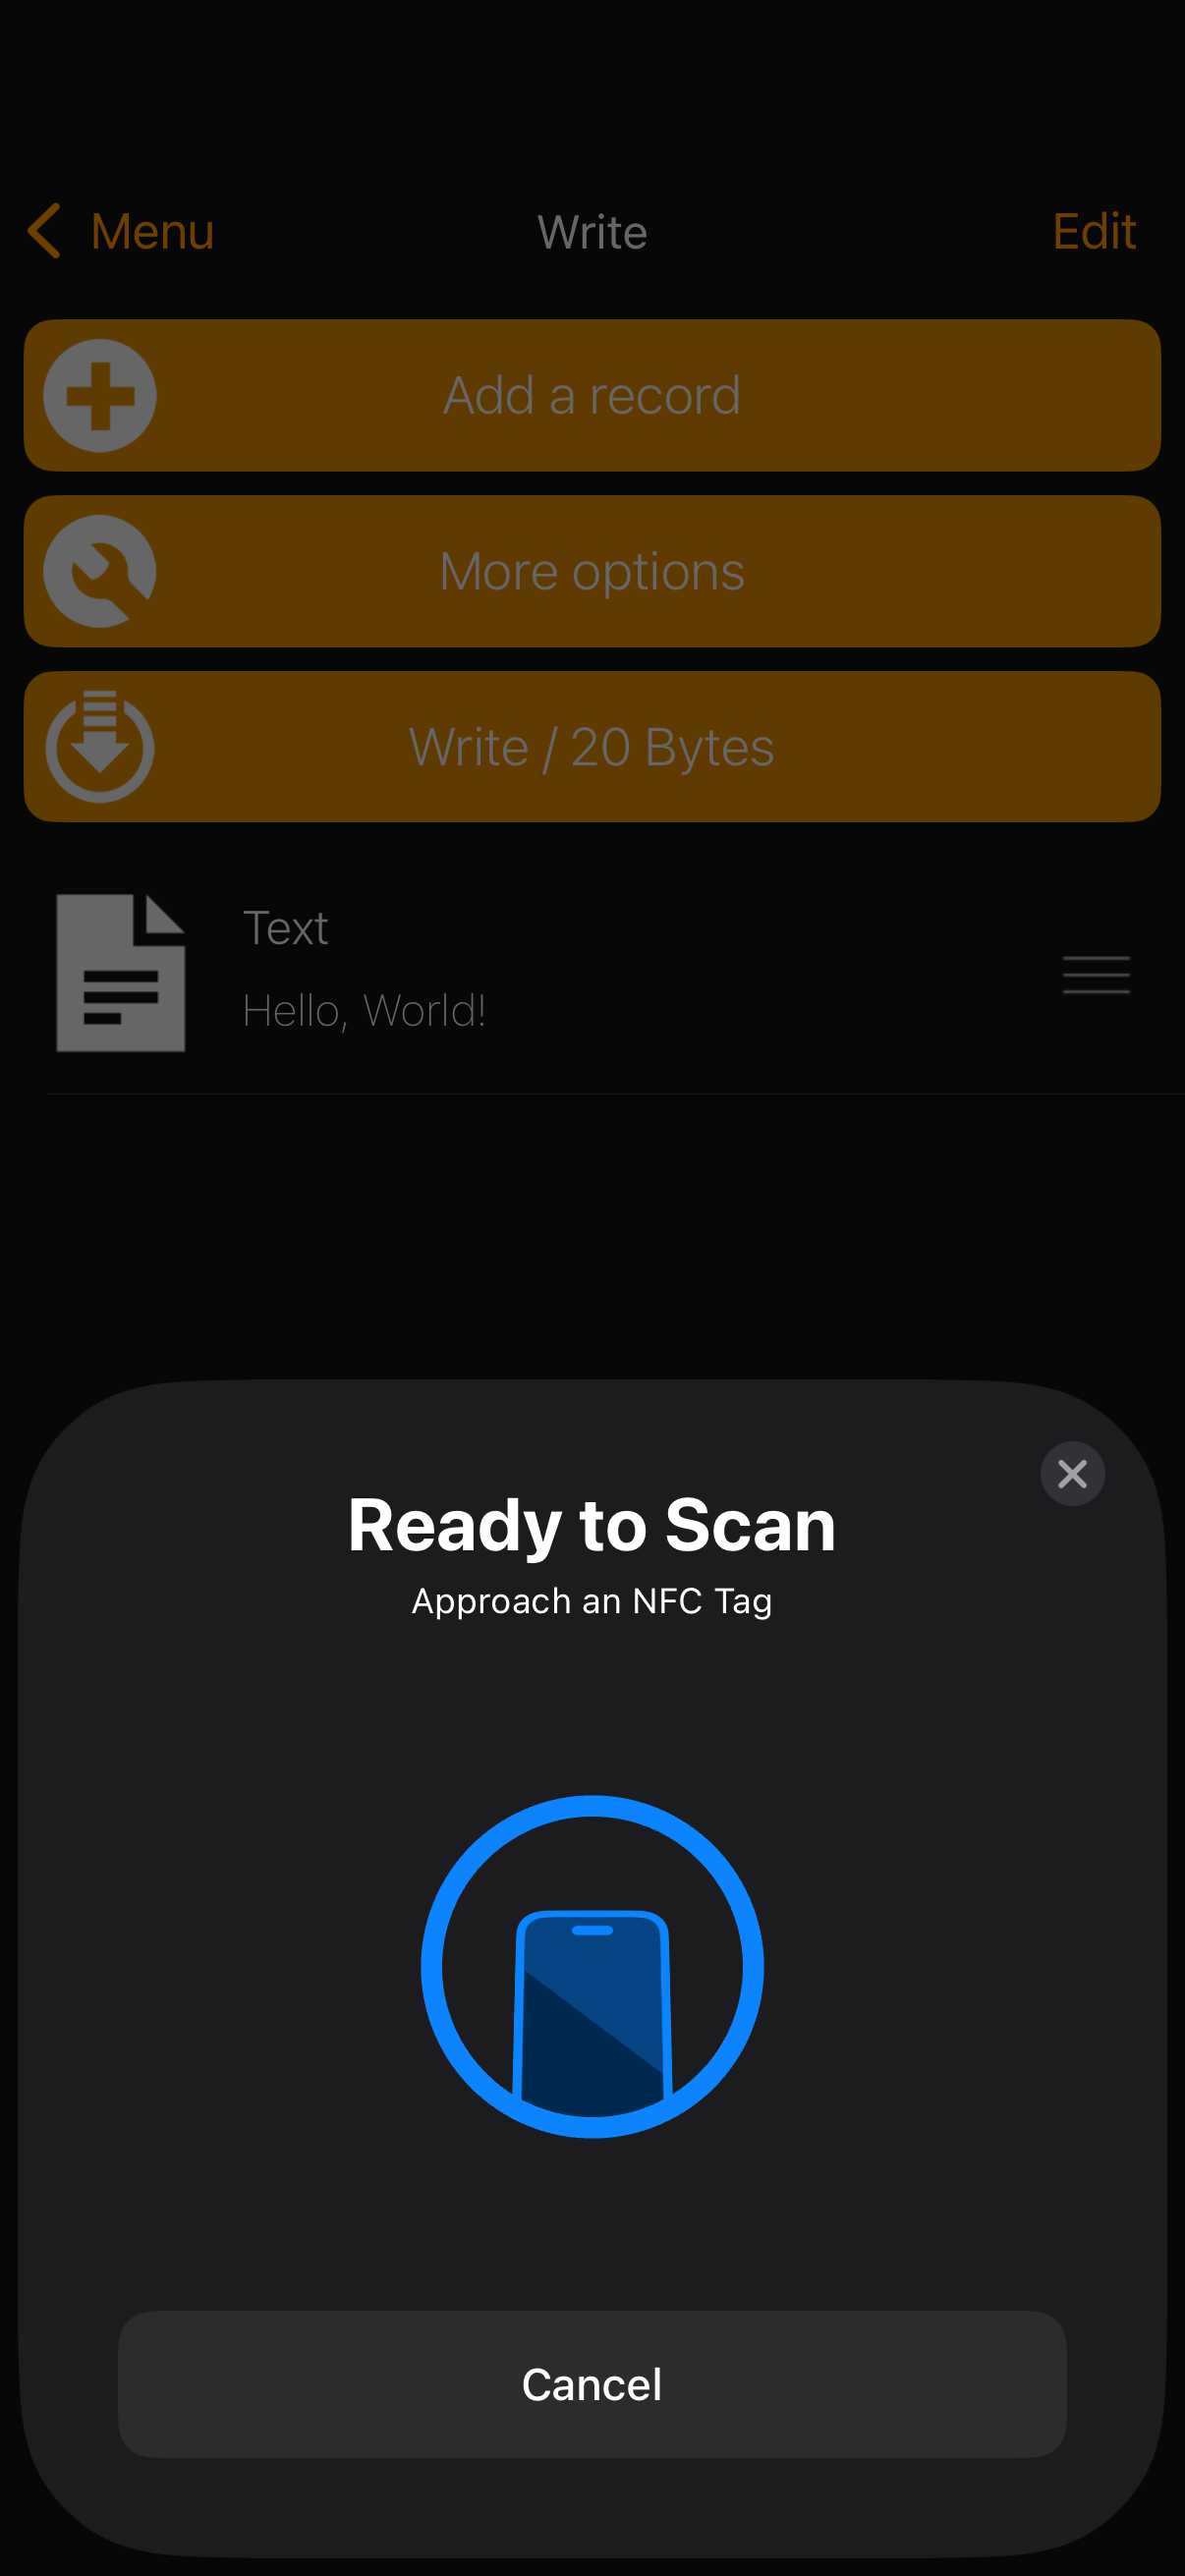 Menu
Write
Edit
Add a record
More options
Write / 20 Bytes
Text
Hello, World!
Ready to Scan
Approach an NFC Tag
Cancel